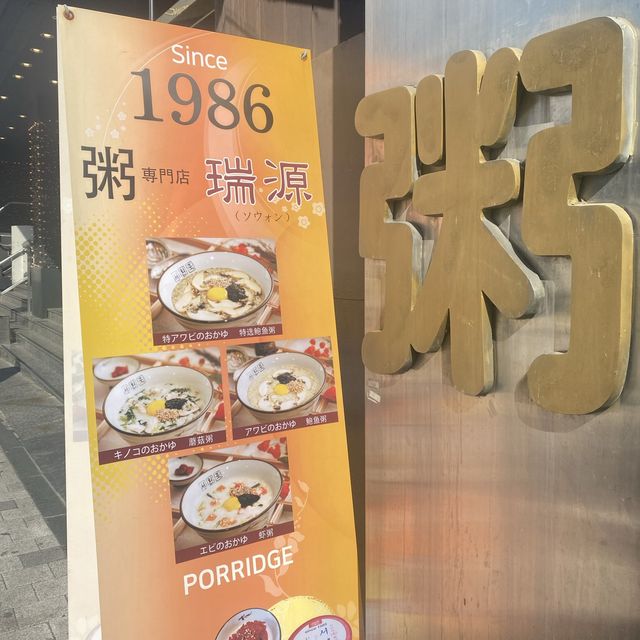 Since
1986
粥 専門店 瑞源
(ソウォン)
特アワビのおかゆ 特选鲍鱼粥
キノコのおかゆ 蘑菇粥
アワビのおかゆ 鲍鱼粥
エビのおかゆ 虾粥
PORRIDGE
粥